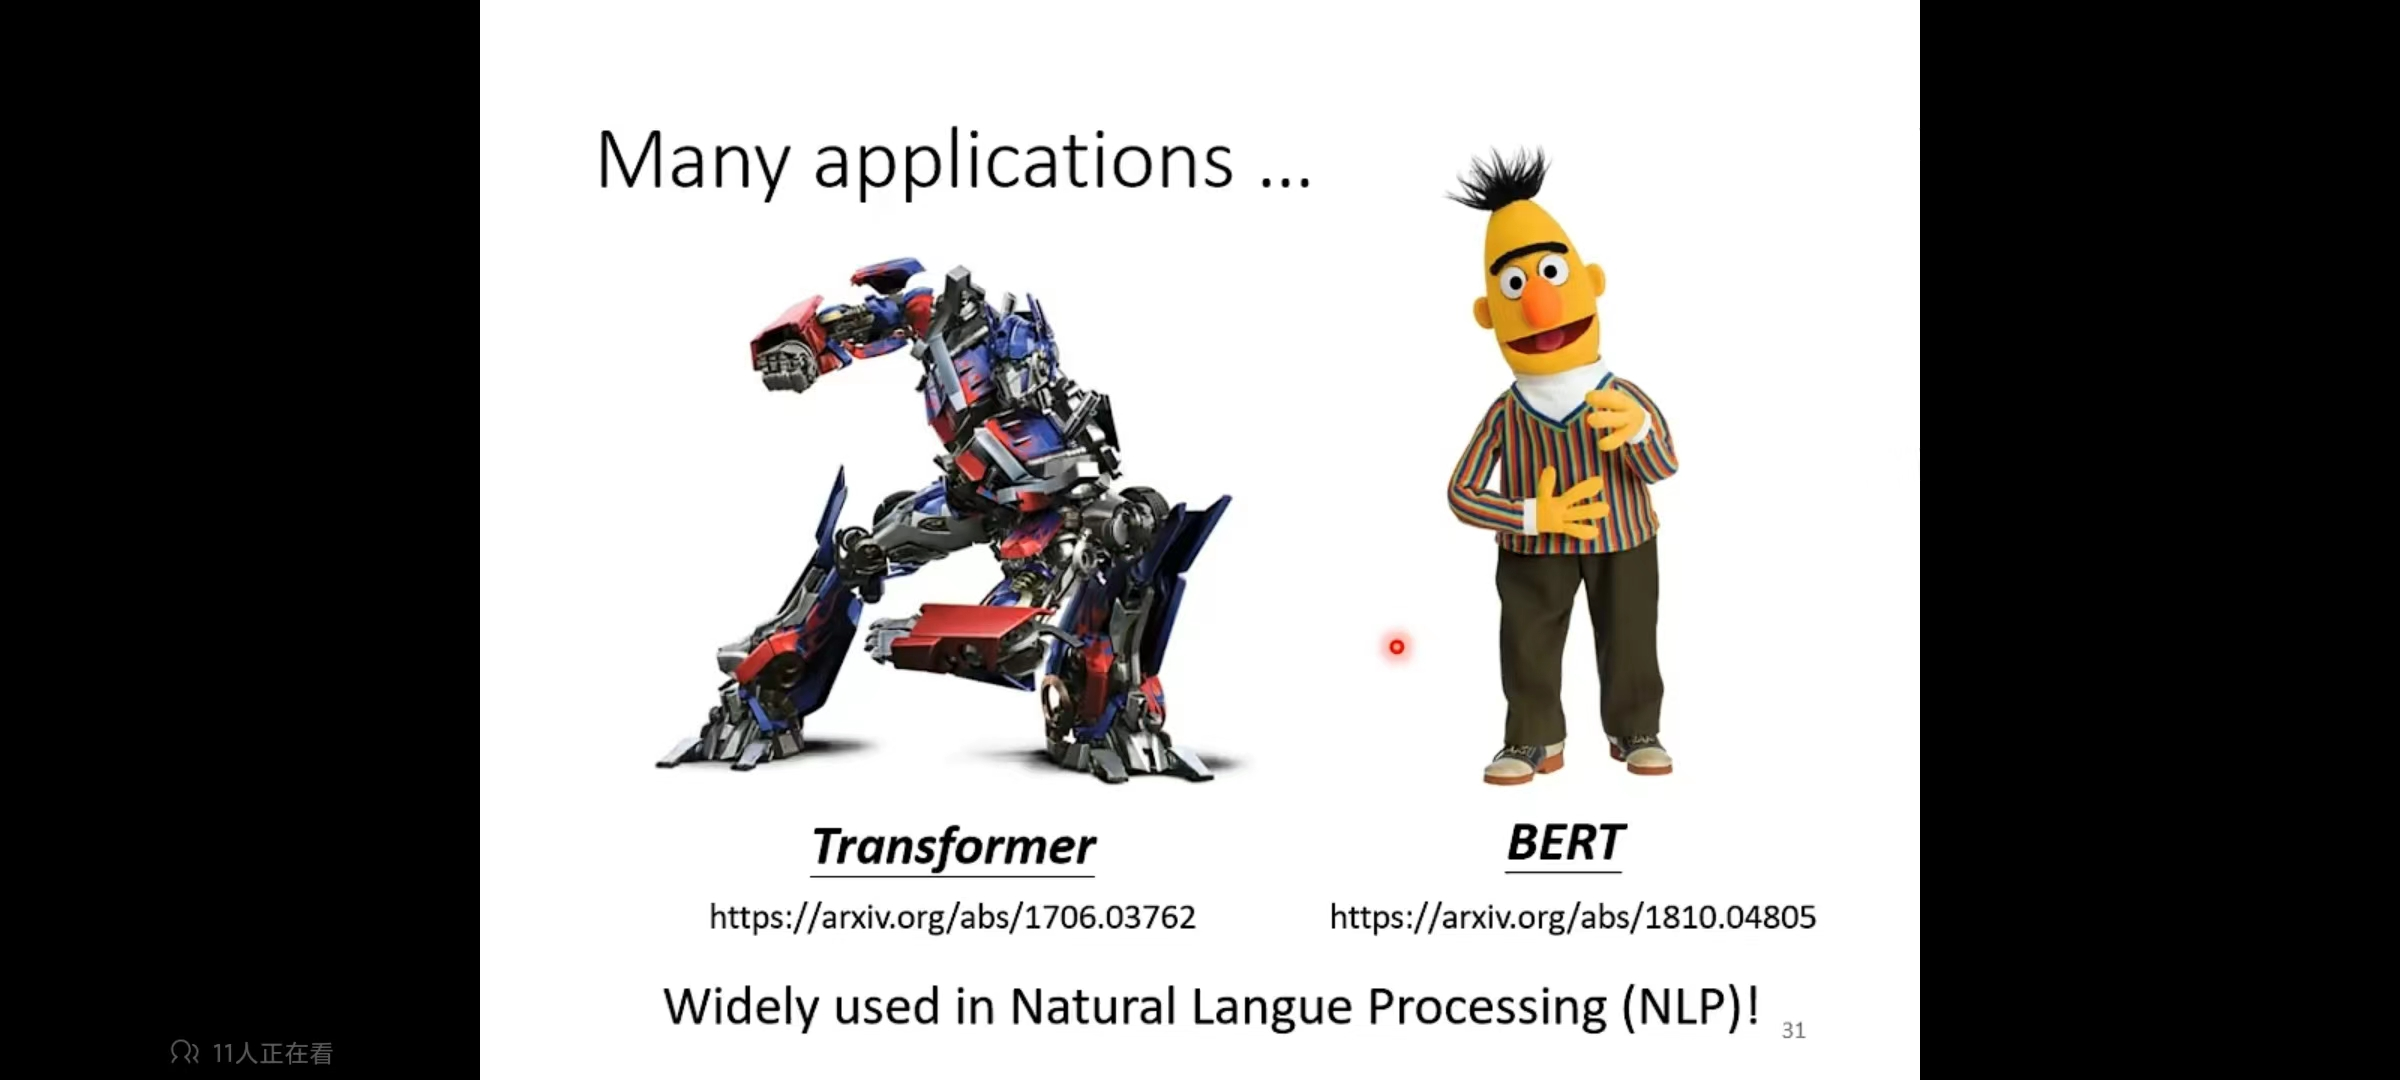 Many applications ...
Transformer
BERT
https://arxiv.org/abs/1706.03762
https://arxiv.org/abs/1810.04805
Widely used in Natural Langue Processing (NLP)!
31
11人正在看